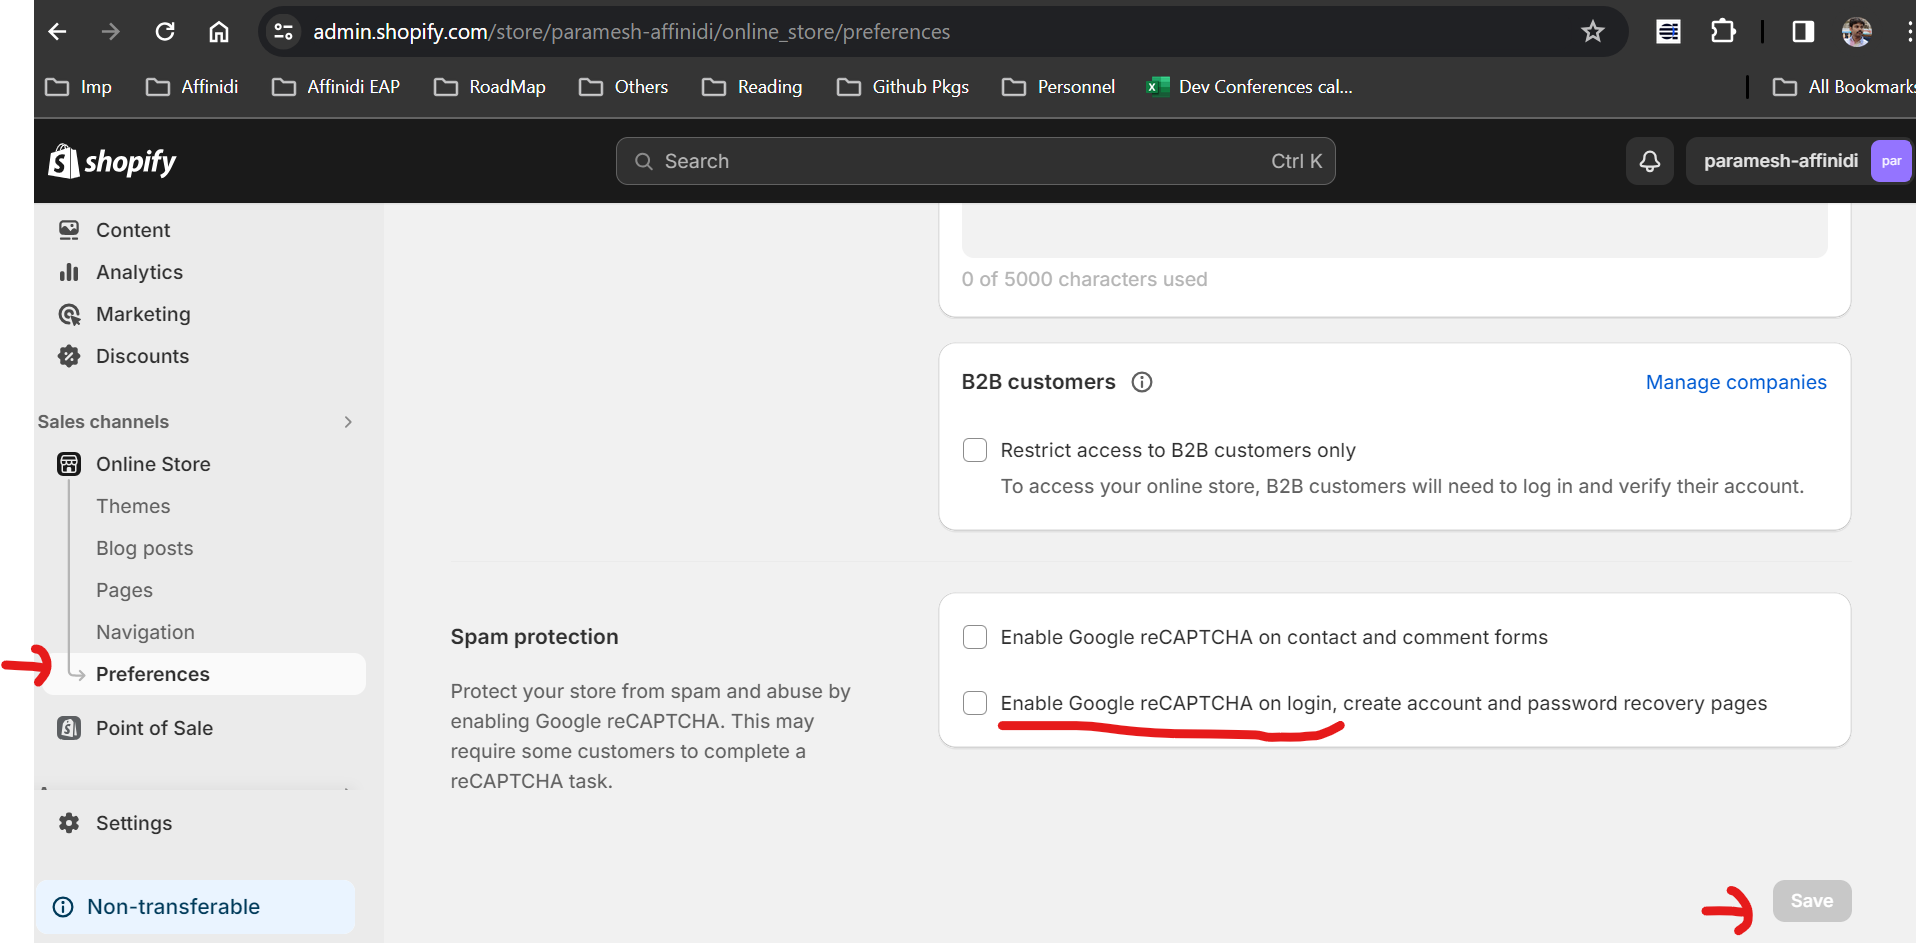 admin.shopify.com/store/paramesh-affinidi/online_store/preferences
Imp Affinidi Affinidi EAP RoadMap Others Reading Github Pkgs Personnel Dev Conferences cal... All Bookmarks
shopify Search Ctrl K paramesh-affinidi par
Content
Analytics
Marketing
Discounts
Sales channels
Online Store
Themes
Blog posts
Pages
Navigation
Preferences
Point of Sale
Settings
Non-transferable
0 of 5000 characters used
B2B customers Manage companies
Restrict access to B2B customers only
To access your online store, B2B customers will need to log in and verify their account.
Spam protection
Protect your store from spam and abuse by
enabling Google reCAPTCHA. This may
require some customers to complete a
reCAPTCHA task.
Enable Google reCAPTCHA on contact and comment forms
Enable Google reCAPTCHA on login, create account and password recovery pages
Save